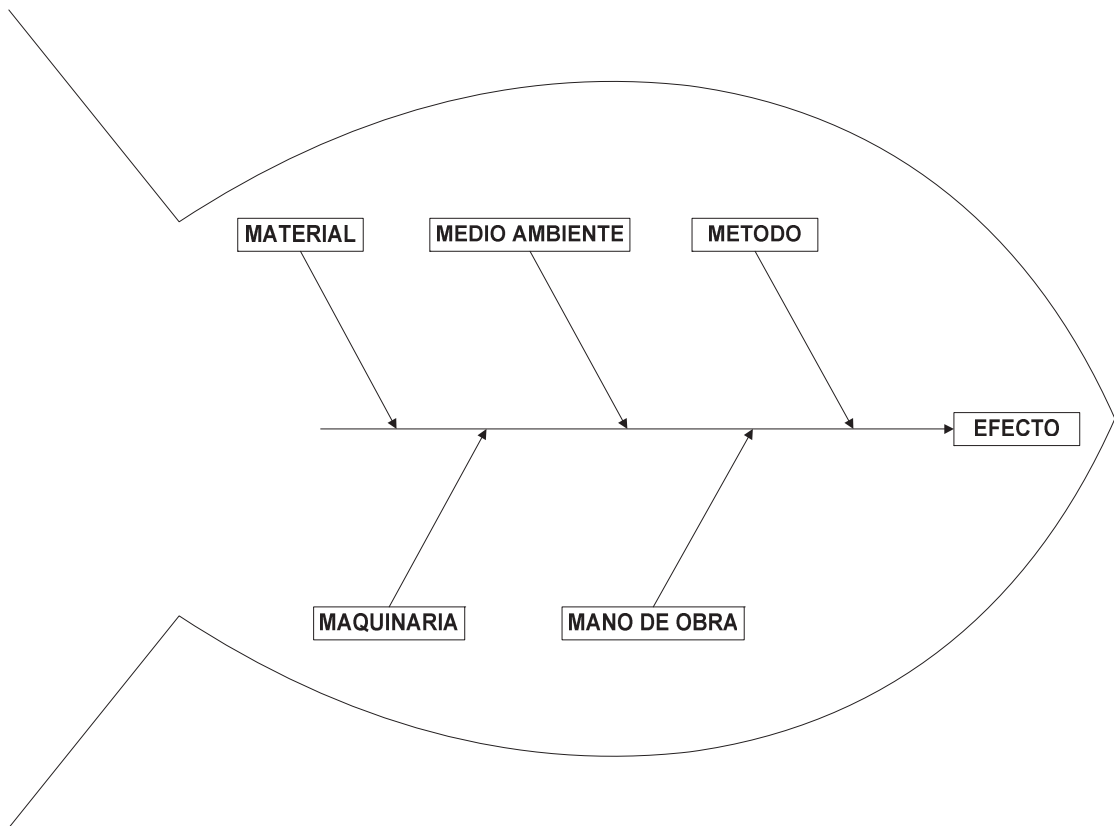 MATERIAL
MEDIO AMBIENTE
METODO
EFECTO
MAQUINARIA
MANO DE OBRA